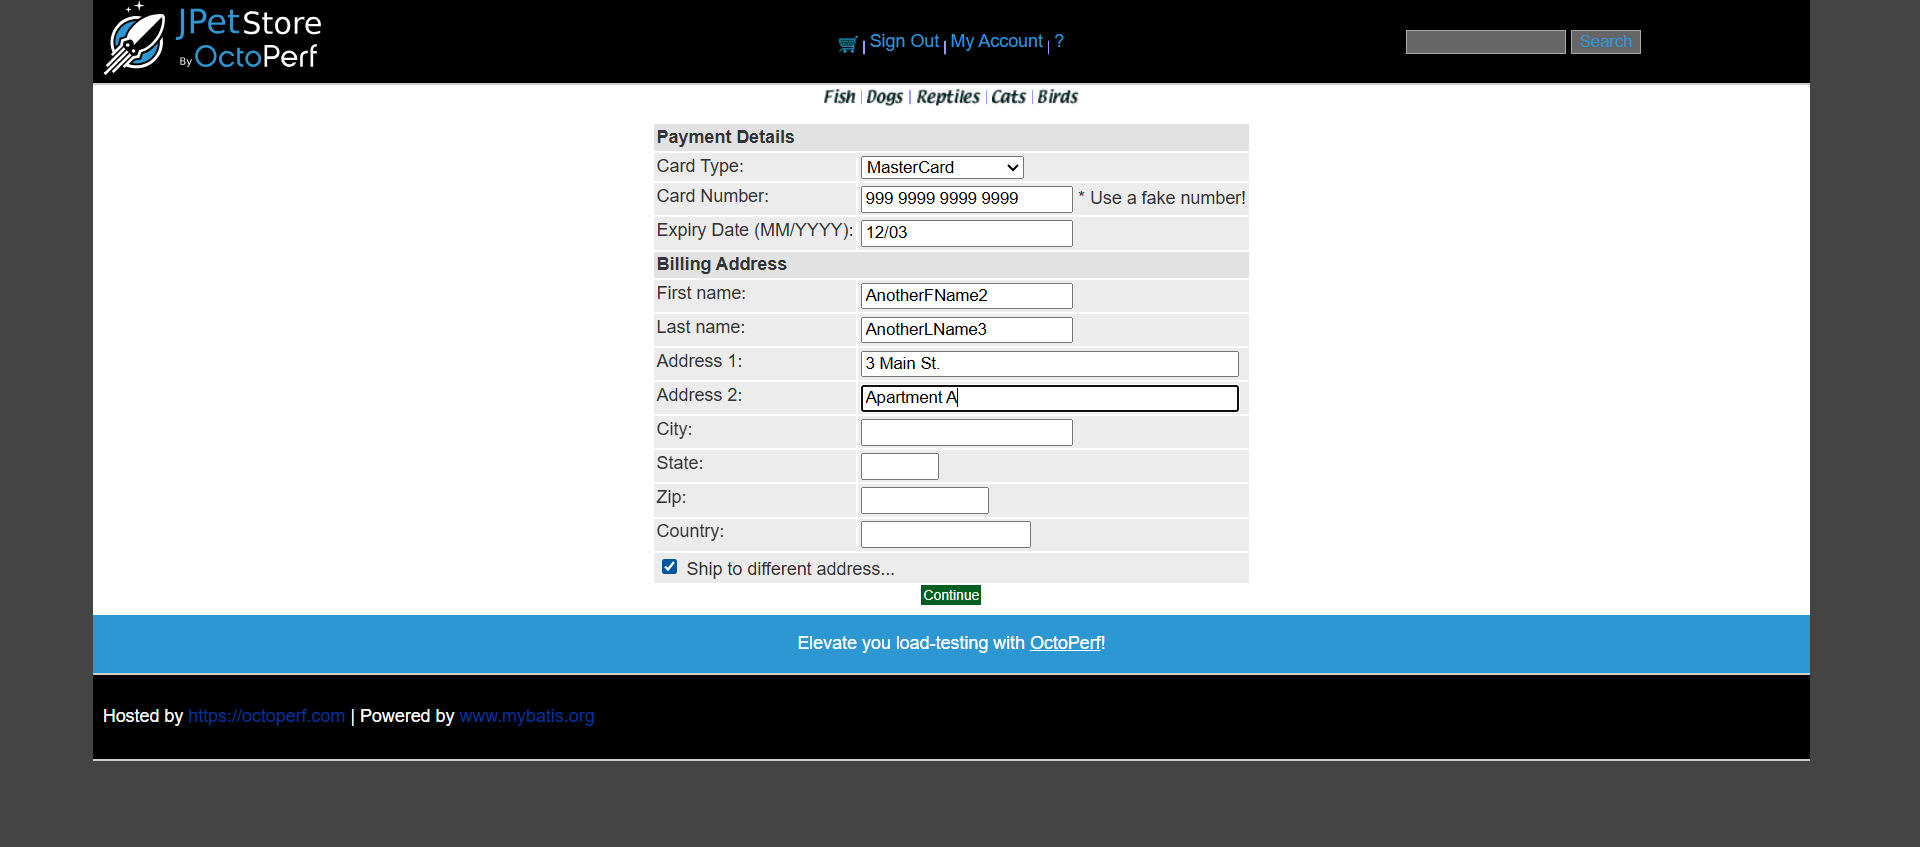 JPetStore
By OctoPerf
Sign Out | My Account | ?
Search
Fish | Dogs | Reptiles | Cats | Birds
Payment Details
Card Type: MasterCard
Card Number: 999 9999 9999 9999 * Use a fake number!
Expiry Date (MM/YYYY): 12/03
Billing Address
First name: AnotherFName2
Last name: AnotherLName3
Address 1: 3 Main St.
Address 2: Apartment A
City:
State:
Zip:
Country:
Ship to different address...
Continue
Elevate you load-testing with OctoPerf!
Hosted by https://octoperf.com | Powered by www.mybatis.org